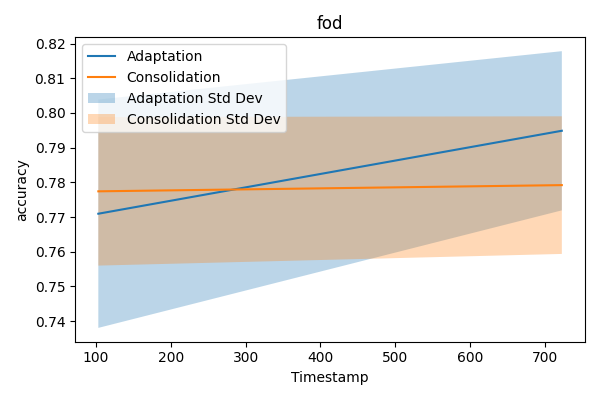 fod
0.82
0.81
0.80
0.79
0.78
0.77
0.76
0.75
0.74
accuracy
Adaptation
Consolidation
Adaptation Std Dev
Consolidation Std Dev
100 200 300 400 500 600 700
Timestamp